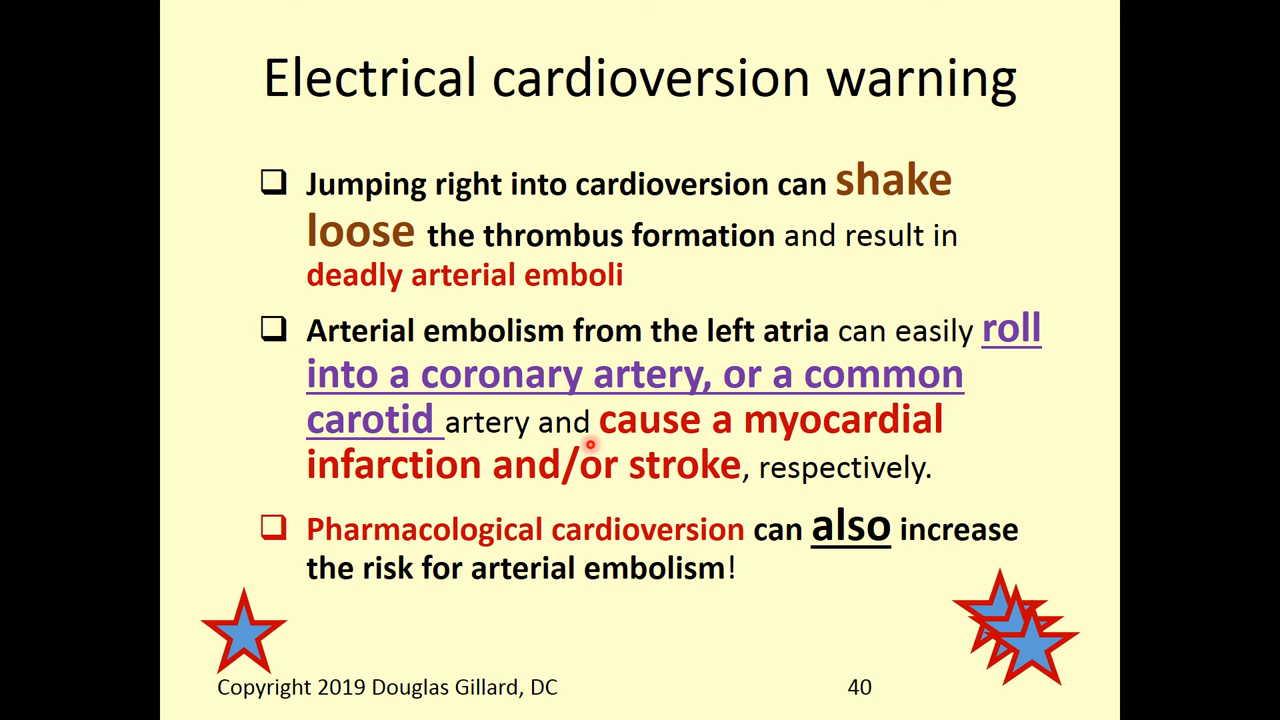 Electrical cardioversion warning
Jumping right into cardioversion can shake
loose the thrombus formation and result in
deadly arterial emboli
Arterial embolism from the left atria can easily roll
into a coronary artery, or a common
carotid artery and cause a myocardial
infarction and/or stroke, respectively.
Pharmacological cardioversion can also increase
the risk for arterial embolism!
Copyright 2019 Douglas Gillard, DC
40